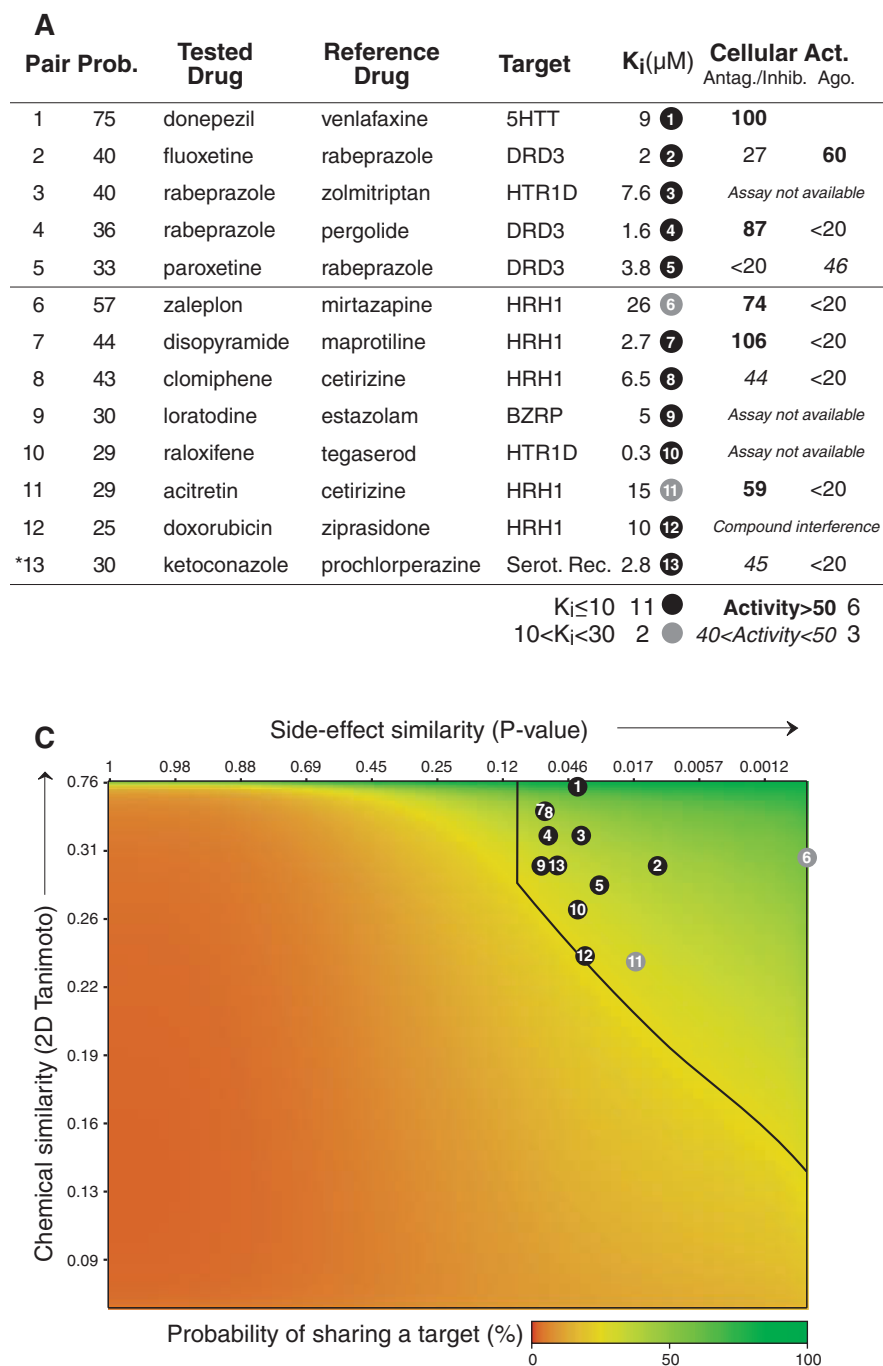 A
Pair Prob. Tested Drug Reference Drug Target Ki(μM) Cellular Act.
Antag./Inhib. Ago.
1 75 donepezil venlafaxine 5HTT 9 1 100
2 40 fluoxetine rabeprazole DRD3 2 2 27 60
3 40 rabeprazole zolmitriptan HTR1D 7.6 3 Assay not available
4 36 rabeprazole pergolide DRD3 1.6 4 87 <20
5 33 paroxetine rabeprazole DRD3 3.8 5 <20 46
6 57 zaleplon mirtazapine HRH1 26 6 74 <20
7 44 disopyramide maprotiline HRH1 2.7 7 106 <20
8 43 clomiphene cetirizine HRH1 6.5 8 44 <20
9 30 loratodine estazolam BZRP 5 9 Assay not available
10 29 raloxifene tegaserod HTR1D 0.3 10 Assay not available
11 29 acitretin cetirizine HRH1 15 11 59 <20
12 25 doxorubicin ziprasidone HRH1 10 12 Compound interference
*13 30 ketoconazole prochlorperazine Serot. Rec. 2.8 13 45 <20
Ki≤10 11 Activity>50 6
10<Ki<30 2 40<Activity<50 3
C
Side-effect similarity (P-value)
1 0.98 0.88 0.69 0.45 0.25 0.12 0.046 0.017 0.0057 0.0012
Chemical similarity (2D Tanimoto)
0.76
0.31
0.26
0.22
0.19
0.16
0.13
0.09
1
7 8
4 3
6
9 13 2
5
10
12 11
Probability of sharing a target (%)
0 50 100